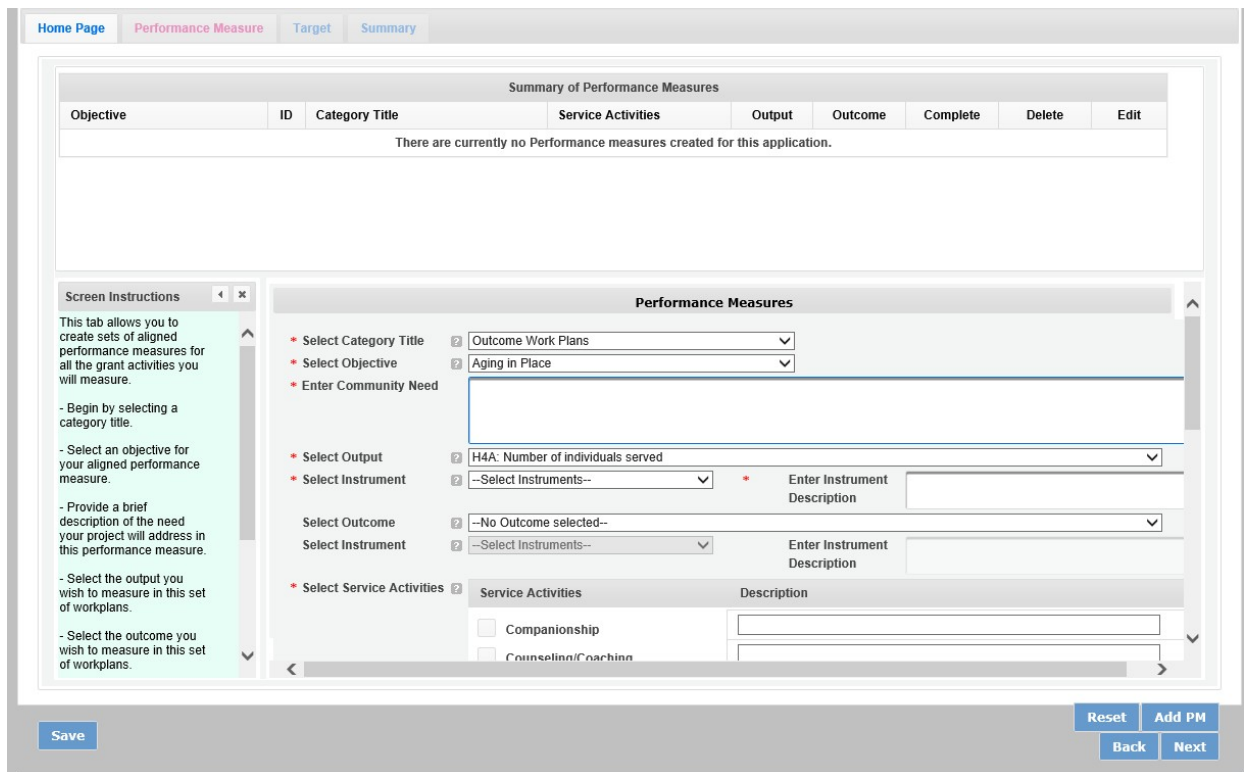 Home Page Performance Measure Target Summary
Summary of Performance Measures
Objective ID Category Title Service Activities Output Outcome Complete Delete Edit
There are currently no Performance measures created for this application.
Screen Instructions
This tab allows you to
create sets of aligned
performance measures for
all the grant activities you
will measure.
- Begin by selecting a
category title.
- Select an objective for
your aligned performance
measure.
- Provide a brief
description of the need
your project will address in
this performance measure.
- Select the output you
wish to measure in this set
of workplans.
- Select the outcome you
wish to measure in this set
of workplans.
Performance Measures
* Select Category Title ? Outcome Work Plans
* Select Objective ? Aging in Place
* Enter Community Need
* Select Output ? H4A: Number of individuals served
* Select Instrument ? --Select Instruments-- * Enter Instrument
Description
Select Outcome ? --No Outcome selected--
Select Instrument ? --Select Instruments-- Enter Instrument
Description
* Select Service Activities ? Service Activities Description
Companionship
Counseling/Coaching
Save
Reset Add PM
Back Next